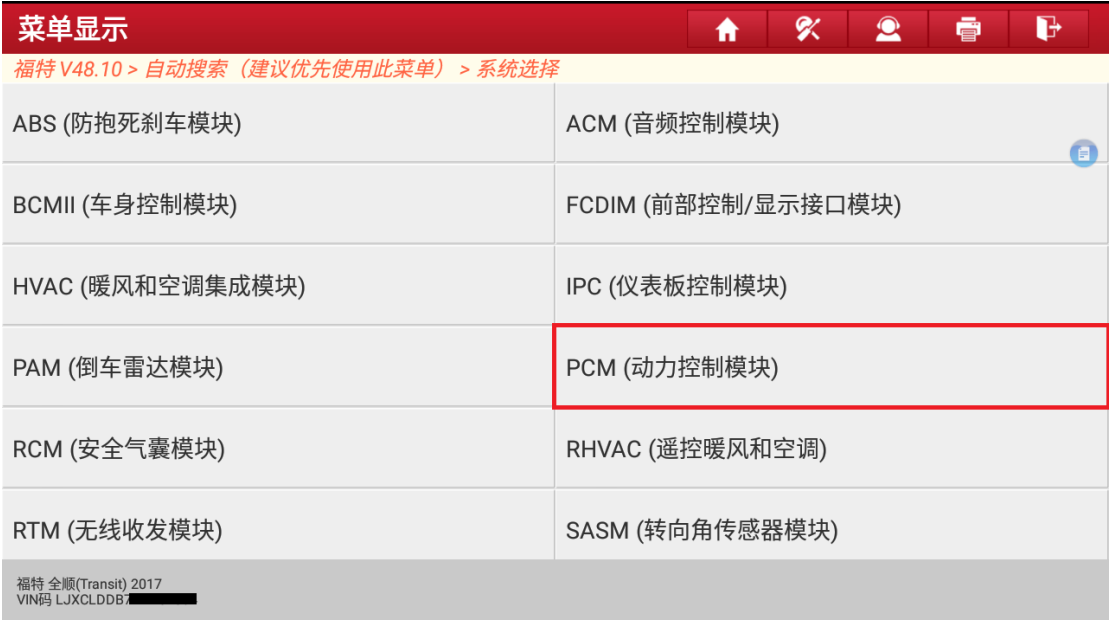 菜单显示
福特 V48.10 > 自动搜索（建议优先使用此菜单） > 系统选择
ABS (防抱死刹车模块)
ACM (音频控制模块)
BCMII (车身控制模块)
FCDIM (前部控制/显示接口模块)
HVAC (暖风和空调集成模块)
IPC (仪表板控制模块)
PAM (倒车雷达模块)
PCM (动力控制模块)
RCM (安全气囊模块)
RHVAC (遥控暖风和空调)
RTM (无线收发模块)
SASM (转向角传感器模块)
福特 全顺(Transit) 2017
VIN码 LJXCLDDB7